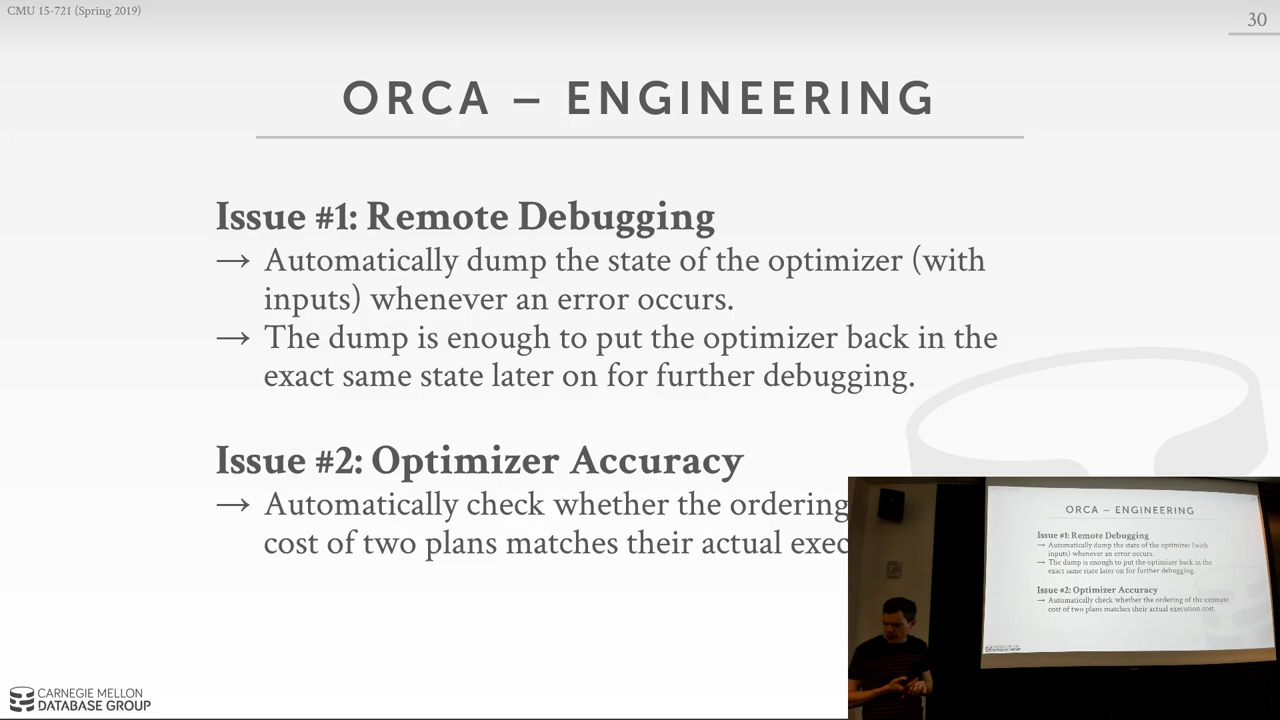 CMU 15-721 (Spring 2019)
30
ORCA – ENGINEERING
Issue #1: Remote Debugging
→ Automatically dump the state of the optimizer (with
inputs) whenever an error occurs.
→ The dump is enough to put the optimizer back in the
exact same state later on for further debugging.
Issue #2: Optimizer Accuracy
→ Automatically check whether the ordering
cost of two plans matches their actual exec
CARNEGIE MELLON
DATABASE GROUP
ORCA – ENGINEERING
Issue #1: Remote Debugging
→ Automatically dump the state of the optimizer (with
inputs) whenever an error occurs.
→ The dump is enough to put the optimizer back in the
exact same state later on for further debugging.
Issue #2: Optimizer Accuracy
→ Automatically check whether the ordering of the estimate
cost of two plans matches their actual execution cost.
DATABASE GROUP